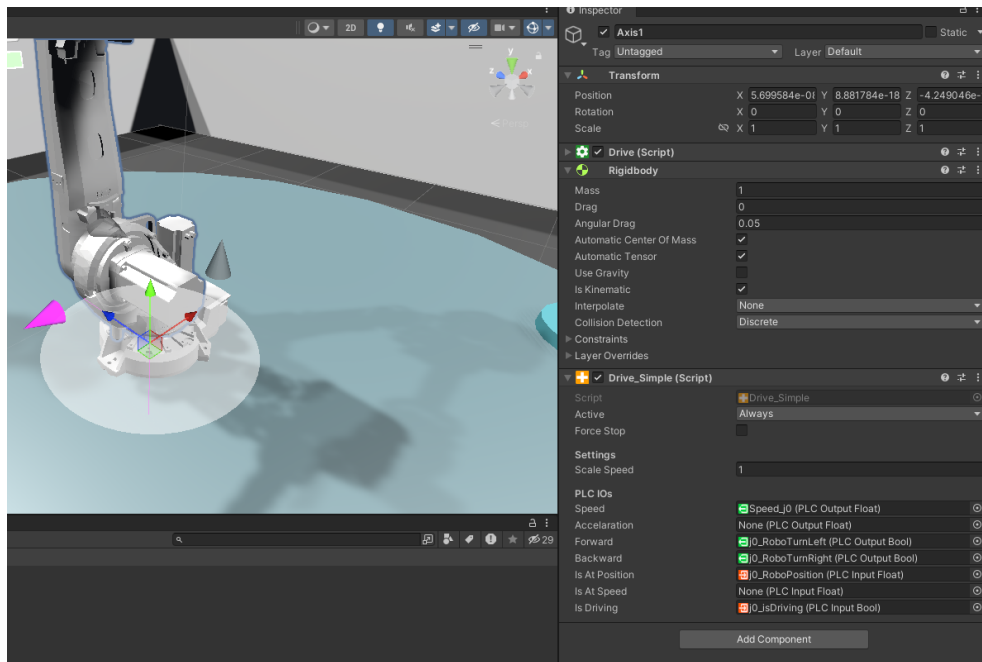 Inspector
2D
Axis1
Static
Tag Untagged Layer Default
y
z x
< Persp
Transform
Position X 5.699584e-08 Y 8.881784e-18 Z -4.249046e-
Rotation X 0 Y 0 Z 0
Scale X 1 Y 1 Z 1
Drive (Script)
Rigidbody
Mass 1
Drag 0
Angular Drag 0.05
Automatic Center Of Mass
Automatic Tensor
Use Gravity
Is Kinematic
Interpolate None
Collision Detection Discrete
Constraints
Layer Overrides
Drive_Simple (Script)
Script Drive_Simple
Active Always
Force Stop
Settings
Scale Speed 1
PLC IOs
Speed Speed_j0 (PLC Output Float)
Accelaration None (PLC Output Float)
Forward j0_RoboTurnLeft (PLC Output Bool)
Backward j0_RoboTurnRight (PLC Output Bool)
Is At Position j0_RoboPosition (PLC Input Float)
Is At Speed None (PLC Input Float)
Is Driving j0_isDriving (PLC Input Bool)
29
Add Component